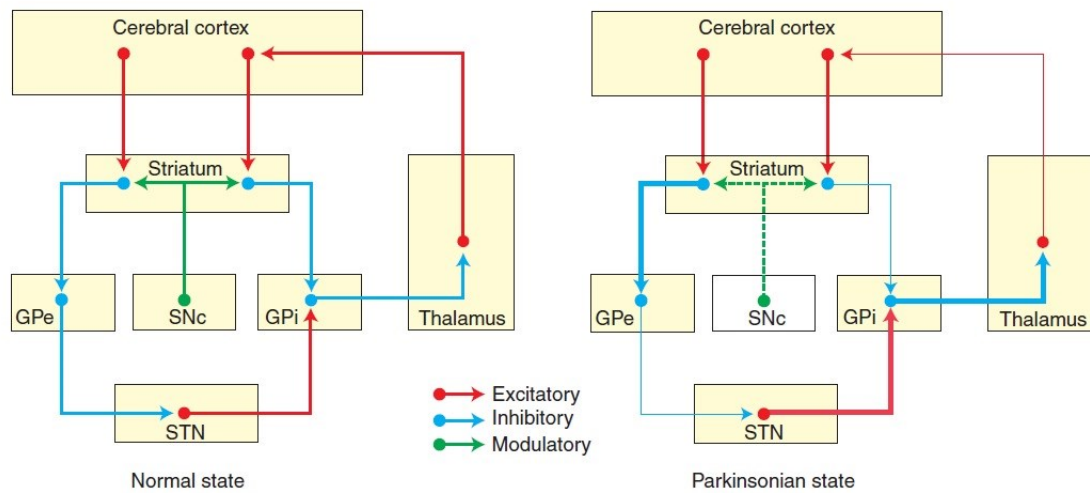 Cerebral cortex
Striatum
GPe
SNc
GPi
Thalamus
STN
Normal state
Excitatory
Inhibitory
Modulatory
Cerebral cortex
Striatum
GPe
SNc
GPi
Thalamus
STN
Parkinsonian state